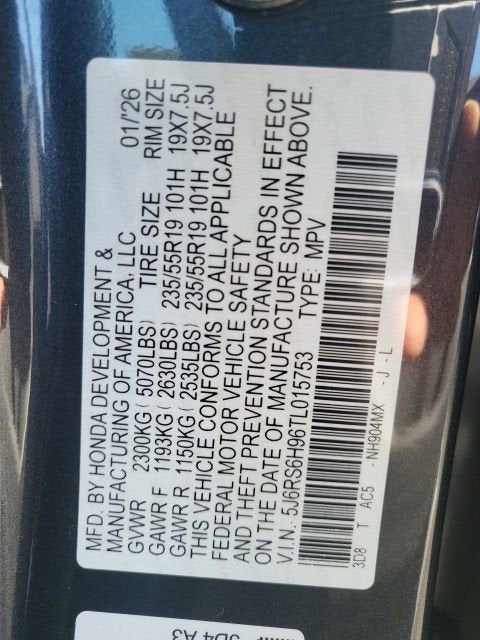 MFD. BY HONDA DEVELOPMENT &
MANUFACTURING OF AMERICA, LLC 01/'26
GVWR 2300KG ( 5070LBS) TIRE SIZE RIM SIZE
GAWR F 1193KG ( 2630LBS) 235/55R19 101H 19X7.5J
GAWR R 1150KG ( 2535LBS) 235/55R19 101H 19X7.5J
THIS VEHICLE CONFORMS TO ALL APPLICABLE
FEDERAL MOTOR VEHICLE SAFETY
AND THEFT PREVENTION STANDARDS IN EFFECT
ON THE DATE OF MANUFACTURE SHOWN ABOVE.
V.I.N.: 5J6RS6H96TL015753 TYPE: MPV
3D8 T AC5 - NH904MX - J - L
3D4 A3